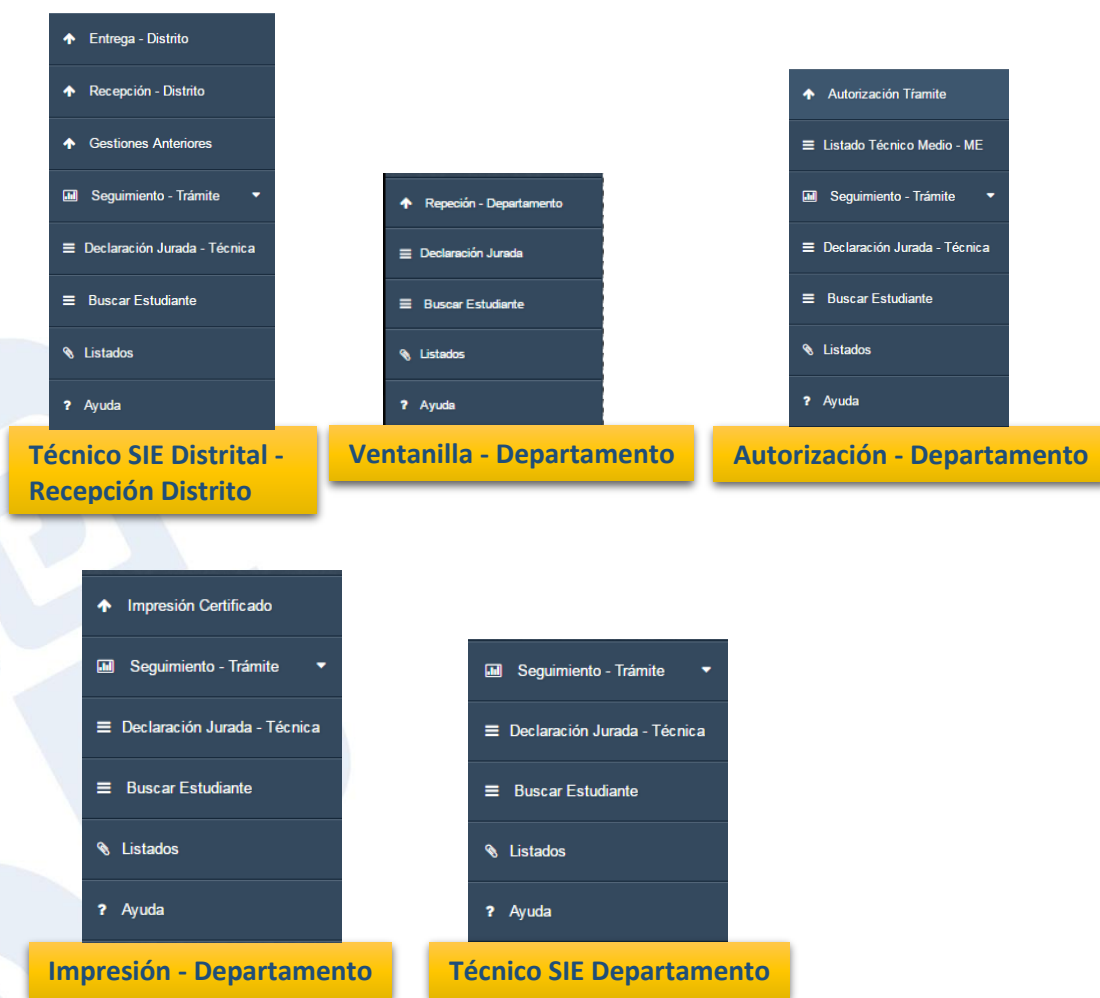 Entrega - Distrito
Recepción - Distrito
Gestiones Anteriores
Seguimiento - Trámite
Declaración Jurada - Técnica
Buscar Estudiante
Listados
? Ayuda
Técnico SIE Distrital -
Recepción Distrito
Repeción - Departamento
Declaración Jurada
Buscar Estudiante
Listados
? Ayuda
Ventanilla - Departamento
Autorización Tŕamite
Listado Técnico Medio - ME
Seguimiento - Trámite
Declaración Jurada - Técnica
Buscar Estudiante
Listados
? Ayuda
Autorización - Departamento
Impresión Certificado
Seguimiento - Trámite
Declaración Jurada - Técnica
Buscar Estudiante
Listados
? Ayuda
Impresión - Departamento
Seguimiento - Trámite
Declaración Jurada - Técnica
Buscar Estudiante
Listados
? Ayuda
Técnico SIE Departamento